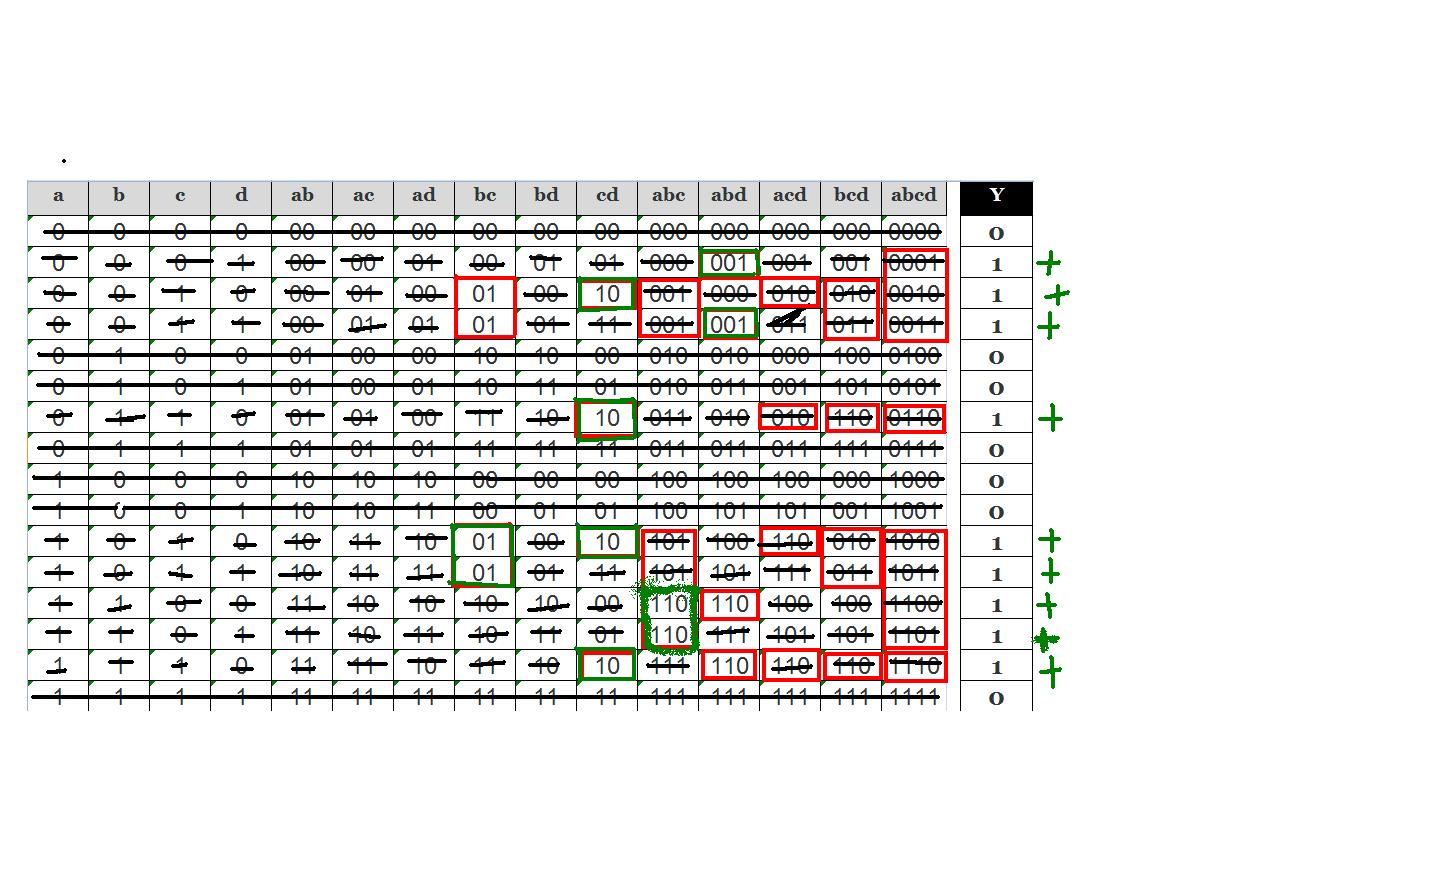 a b c d ab ac ad bc bd cd abc abd acd bcd abcd Y
0 0 0 0 00 00 00 00 00 00 000 000 000 000 0000 0
0 0 0 1 00 00 01 00 01 01 000 001 001 001 0001 1 +
0 0 1 0 00 01 00 01 00 10 001 000 010 010 0010 1 +
0 0 1 1 00 01 01 01 01 11 001 001 011 011 0011 1 +
0 1 0 0 01 00 00 10 10 00 010 010 000 100 0100 0
0 1 0 1 01 00 01 10 11 01 010 011 001 101 0101 0
0 1 1 0 01 01 00 11 10 10 011 010 010 110 0110 1 +
0 1 1 1 01 01 01 11 11 11 011 011 011 111 0111 0
1 0 0 0 10 10 10 00 00 00 100 100 100 000 1000 0
1 0 0 1 10 10 11 00 01 01 100 101 101 001 1001 0
1 0 1 0 10 11 10 01 00 10 101 100 110 010 1010 1 +
1 0 1 1 10 11 11 01 01 11 101 101 111 011 1011 1 +
1 1 0 0 11 10 10 10 10 00 110 110 100 100 1100 1 +
1 1 0 1 11 10 11 10 11 01 110 111 101 101 1101 1 +
1 1 1 0 11 11 10 11 10 10 111 110 110 110 1110 1 +
1 1 1 1 11 11 11 11 11 11 111 111 111 111 1111 0